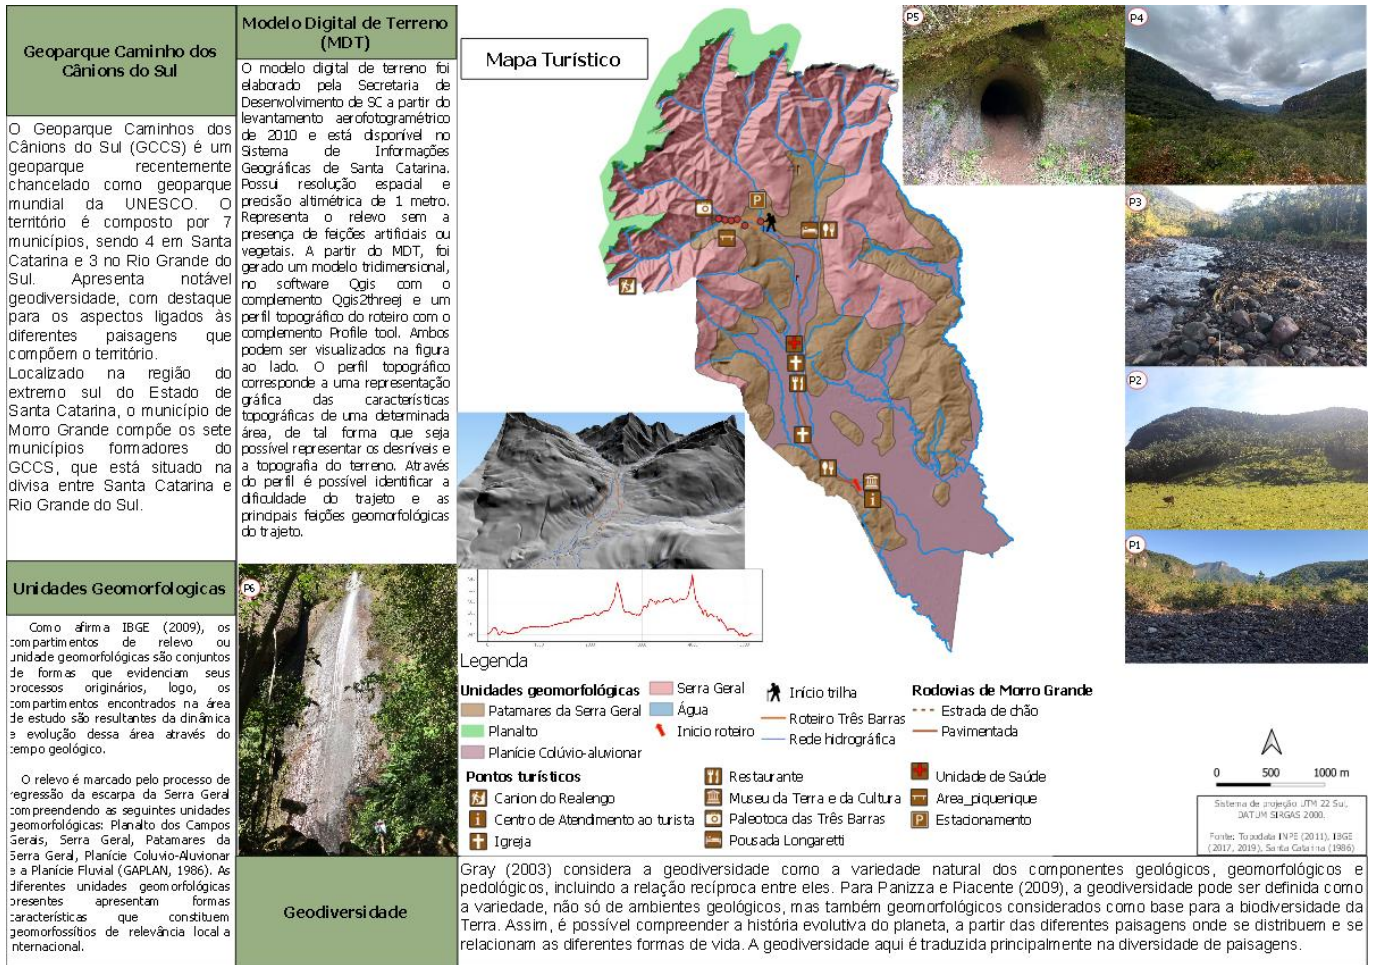 Geoparque Caminho dos
Cânions do Sul
O Geoparque Caminhos dos
Cânions do Sul (GCCS) é um
geoparque recentemente
chancelado como geoparque
mundial da UNESCO. O
território é composto por 7
municípios, sendo 4 em Santa
Catarina e 3 no Rio Grande do
Sul. Apresenta notável
geodiversidade, com destaque
para os aspectos ligados às
diferentes paisagens que
compõem o território.
Localizado na região do
extremo sul do Estado de
Santa Catarina, o município de
Morro Grande compõe os sete
municípios formadores do
GCCS, que está situado na
divisa entre Santa Catarina e
Rio Grande do Sul.
Modelo Digital de Terreno
(MDT)
O modelo digital de terreno foi
elaborado pela Secretaria de
Desenvolvimento de SC a partir do
levantamento aerofotogramétrico
de 2010 e está disponível no
Sistema de Informações
Geográficas de Santa Catarina.
Possui resolução espacial e
precisão altimétrica de 1 metro.
Representa o relevo sem a
presença de feições artificiais ou
vegetais. A partir do MDT, foi
gerado um modelo tridimensional,
no software Qgis com o
complemento Qgis2threej e um
perfil topográfico do roteiro com o
complemento Profile tool. Ambos
podem ser visualizados na figura
ao lado. O perfil topográfico
corresponde a uma representação
gráfica das características
topográficas de uma determinada
área, de tal forma que seja
possível representar os desníveis e
a topografia do terreno. Através
do perfil é possível identificar a
dificuldade do trajeto e as
principais feições geomorfológicas
do trajeto.
Mapa Turístico
P
P5
P4
P3
P2
P1
Unidades Geomorfologicas
Como afirma IBGE (2009), os
compartimentos de relevo ou
unidade geomorfológicas são conjuntos
de formas que evidenciam seus
processos originários, logo, os
compartimentos encontrados na área
de estudo são resultantes da dinâmica
e evolução dessa área através do
tempo geológico.
O relevo é marcado pelo processo de
regressão da escarpa da Serra Geral
compreendendo as seguintes unidades
geomorfológicas: Planalto dos Campos
Gerais, Serra Geral, Patamares da
Serra Geral, Planície Coluvio-Aluvionar
e a Planície Fluvial (GAPLAN, 1986). As
diferentes unidades geomorfológicas
presentes apresentam formas
características que constituem
geomorfossítios de relevância local a
internacional.
P6
Legenda
Unidades geomorfológicas
Patamares da Serra Geral
Planalto
Planície Colúvio-aluvionar
Serra Geral
Água
Inicio roteiro
Início trilha
Roteiro Três Barras
Rede hidrográfica
Rodovias de Morro Grande
Estrada de chão
Pavimentada
Pontos turísticos
Canion do Realengo
Centro de Atendimento ao turista
Igreja
Restaurante
Museu da Terra e da Cultura
Paleotoca das Três Barras
Pousada Longaretti
Unidade de Saúde
Area_piquenique
P Estacionamento
0 500 1000 m
Sistema de projeção UTM 22 Sul,
DATUM SIRGAS 2000.
Fonte: Topodata INPE (2011), IBGE
(2017, 2019), Santa Catarina (1986)
Geodiversidade
Gray (2003) considera a geodiversidade como a variedade natural dos componentes geológicos, geomorfológicos e
pedológicos, incluindo a relação recíproca entre eles. Para Panizza e Piacente (2009), a geodiversidade pode ser definida como
a variedade, não só de ambientes geológicos, mas também geomorfológicos considerados como base para a biodiversidade da
Terra. Assim, é possível compreender a história evolutiva do planeta, a partir das diferentes paisagens onde se distribuem e se
relacionam as diferentes formas de vida. A geodiversidade aqui é traduzida principalmente na diversidade de paisagens.